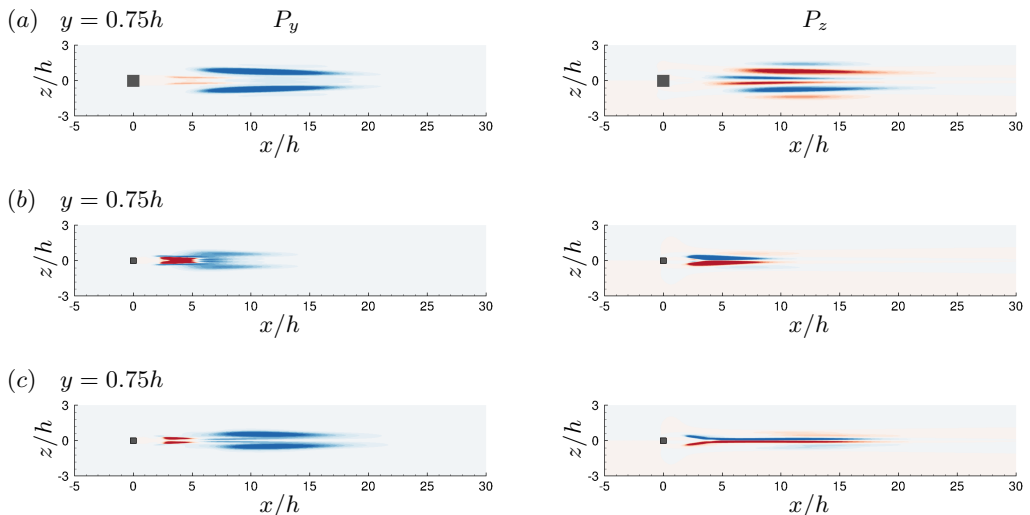 (a) y = 0.75h P_y P_z
3 3
z/h 0 z/h 0
-3 -3
-5 0 5 10 15 20 25 30 -5 0 5 10 15 20 25 30
x/h x/h
(b) y = 0.75h
3 3
z/h 0 z/h 0
-3 -3
-5 0 5 10 15 20 25 30 -5 0 5 10 15 20 25 30
x/h x/h
(c) y = 0.75h
3 3
z/h 0 z/h 0
-3 -3
-5 0 5 10 15 20 25 30 -5 0 5 10 15 20 25 30
x/h x/h